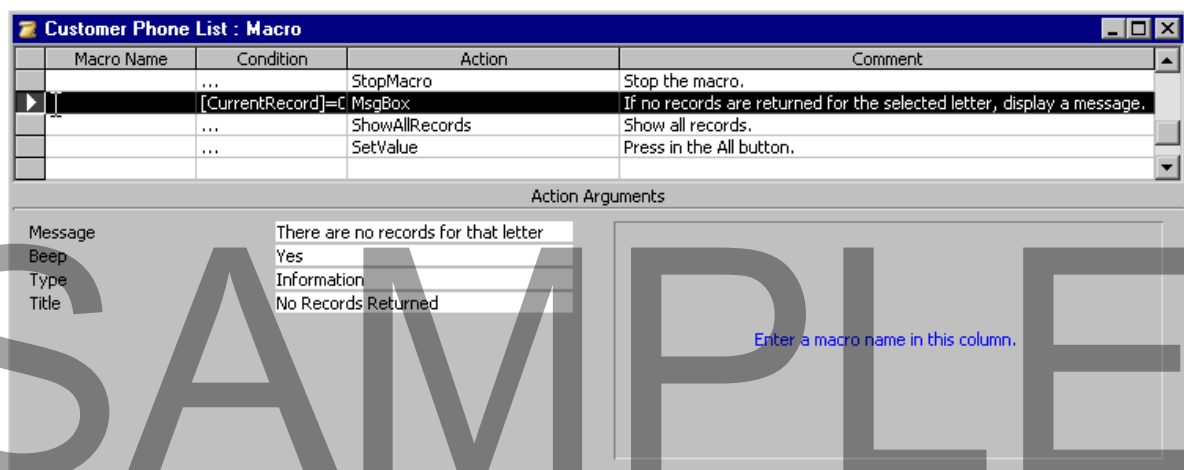 Customer Phone List : Macro
Macro Name Condition Action Comment
... StopMacro Stop the macro.
[CurrentRecord]=0 MsgBox If no records are returned for the selected letter, display a message.
... ShowAllRecords Show all records.
... SetValue Press in the All button.
Action Arguments
Message There are no records for that letter
Beep Yes
Type Information
Title No Records Returned
Enter a macro name in this column.
SAMPLE